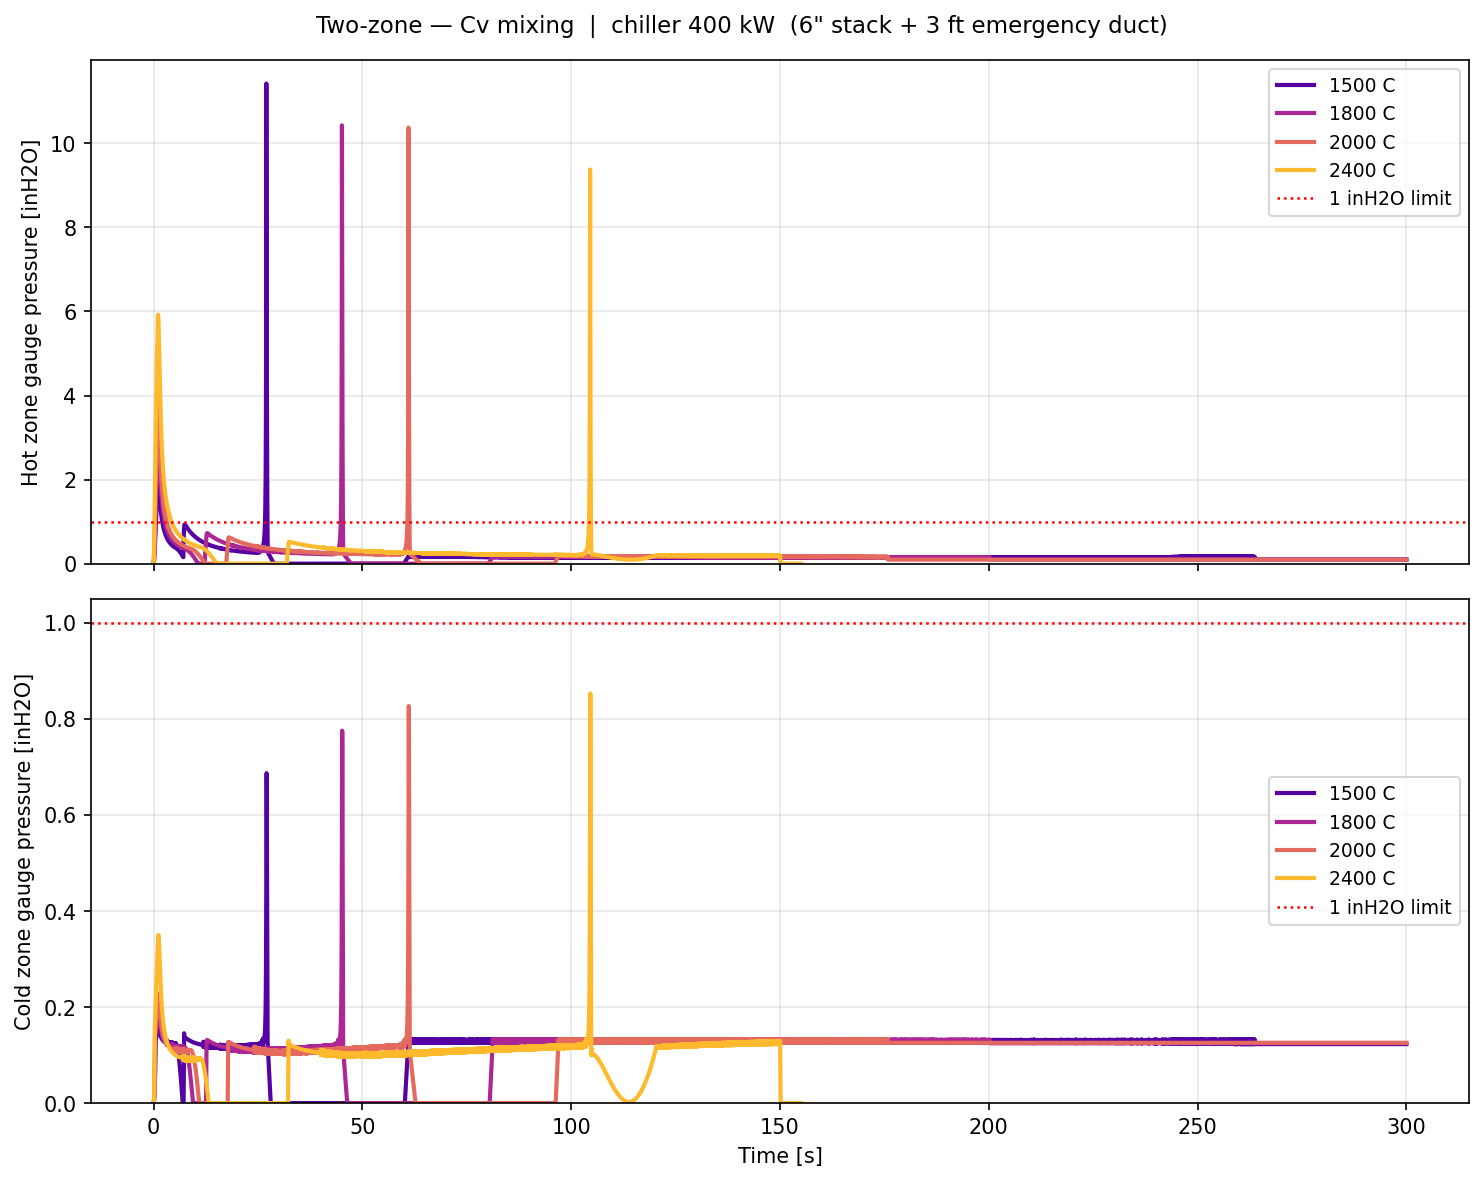 Two-zone — Cv mixing | chiller 400 kW (6" stack + 3 ft emergency duct)
Hot zone gauge pressure [inH2O]
10
8
6
4
2
0
1500 C
1800 C
2000 C
2400 C
1 inH2O limit
Cold zone gauge pressure [inH2O]
1.0
0.8
0.6
0.4
0.2
0.0
1500 C
1800 C
2000 C
2400 C
1 inH2O limit
0 50 100 150 200 250 300
Time [s]